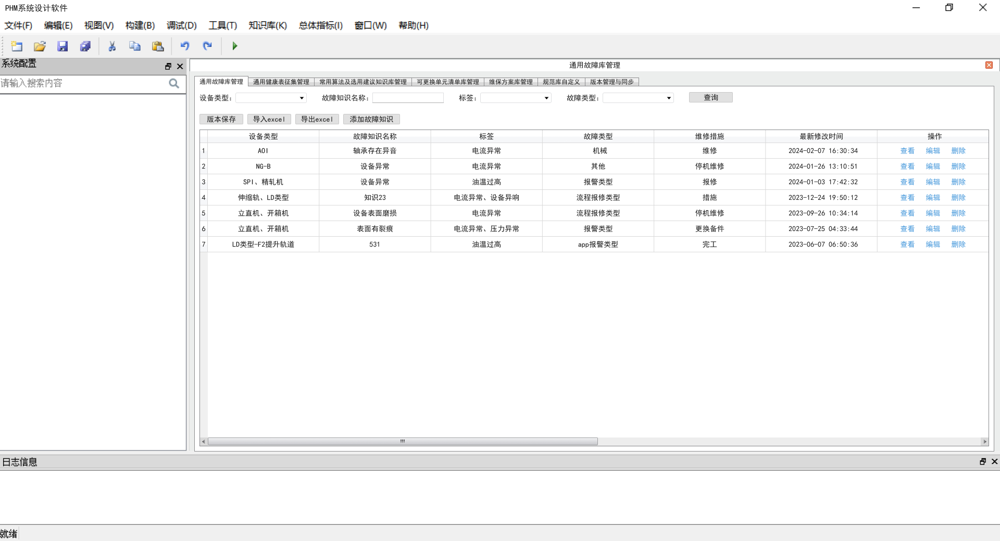 PHM系统设计软件
文件(F) 编辑(E) 视图(V) 构建(B) 调试(D) 工具(T) 知识库(K) 总体指标(I) 窗口(W) 帮助(H)
系统配置
请输入搜索内容
通用故障库管理
通用故障库管理 通用健康表征集管理 常用算法及选用建议知识库管理 可更换单元清单库管理 维保方案库管理 规范库自定义 版本管理与同步
设备类型： 故障知识名称： 标签： 故障类型： 查询
版本保存 导入excel 导出excel 添加故障知识
设备类型 故障知识名称 标签 故障类型 维修措施 最新修改时间 操作
1 AOI 轴承存在异音 电流异常 机械 维修 2024-02-07 16:30:34 查看 编辑 删除
2 NG-B 设备异常 电流异常 其他 停机维修 2024-01-26 13:10:51 查看 编辑 删除
3 SPI、精轧机 设备异常 油温过高 报警类型 报修 2024-01-03 17:42:32 查看 编辑 删除
4 伸缩轨、LD类型 知识23 电流异常、设备异响 流程报修类型 措施 2023-12-24 19:50:12 查看 编辑 删除
5 立直机、开箱机 设备表面磨损 电流异常 流程报修类型 停机维修 2023-09-26 10:34:14 查看 编辑 删除
6 立直机、开箱机 表面有裂痕 电流异常、压力异常 报警类型 更换备件 2023-07-25 04:33:44 查看 编辑 删除
7 LD类型-F2提升轨道 531 油温过高 app报警类型 完工 2023-06-07 06:50:36 查看 编辑 删除
日志信息
就绪